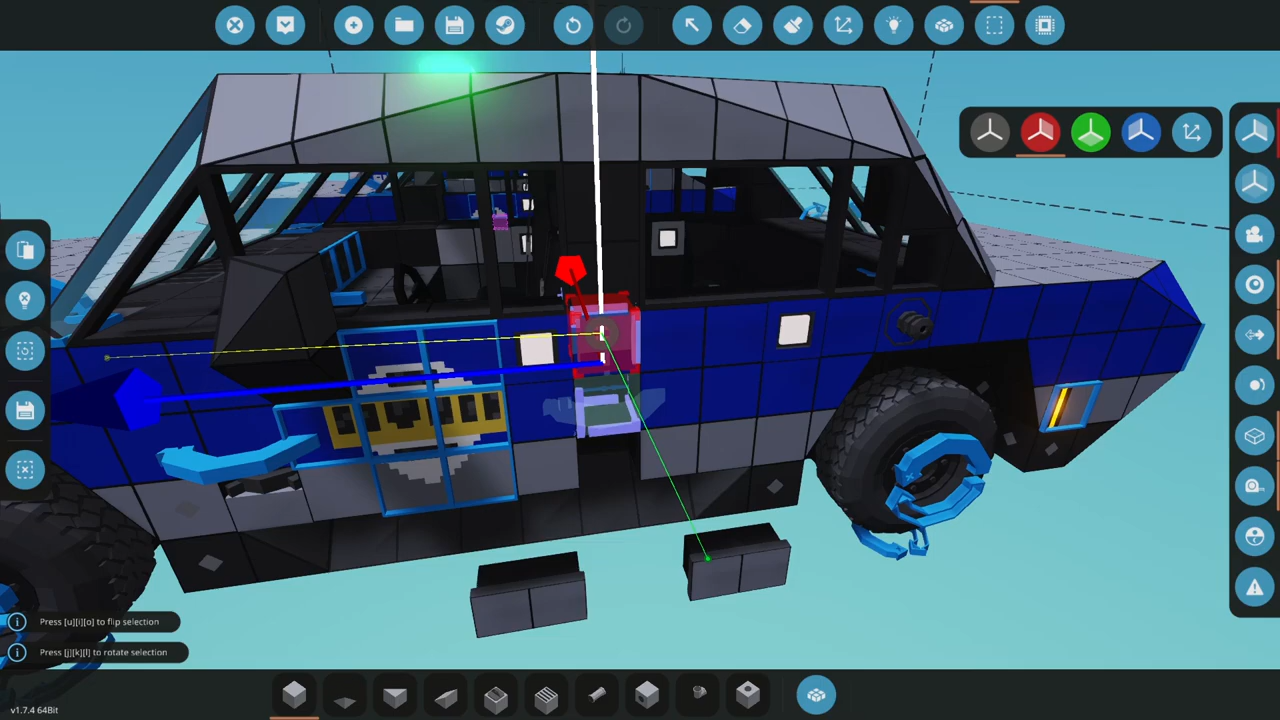 Press [u][i][o] to flip selection
Press [j][k][l] to rotate selection
v1.7.4 64Bit